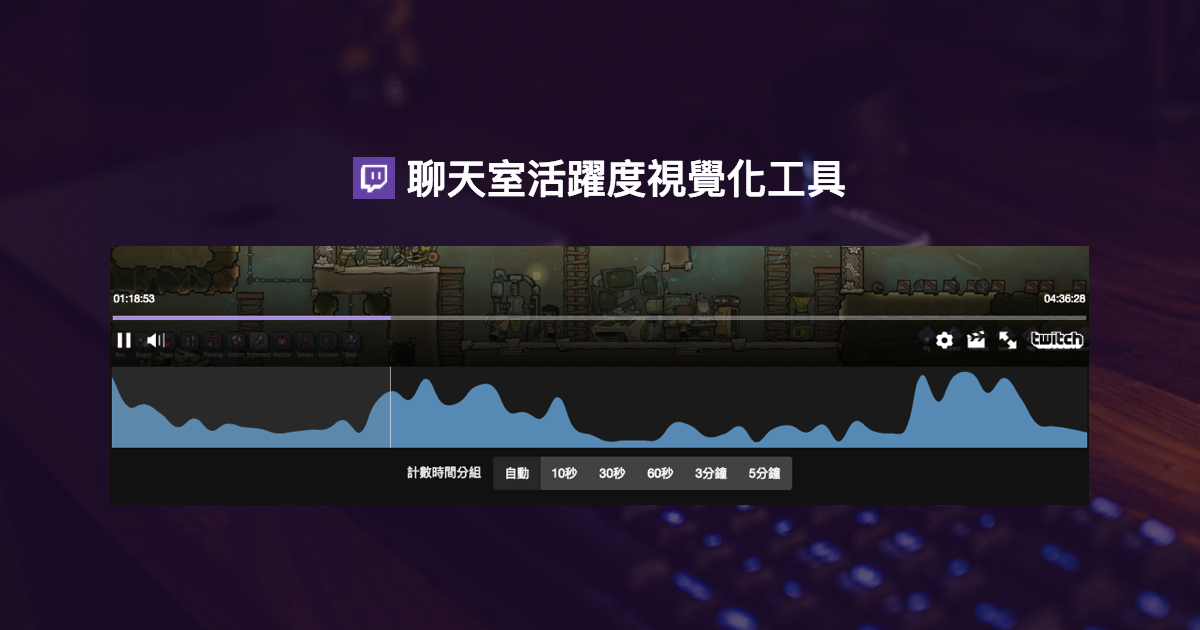 聊天室活躍度視覺化工具
01:18:53
04:36:28
twitch
計數時間分組 自動 10秒 30秒 60秒 3分鐘 5分鐘